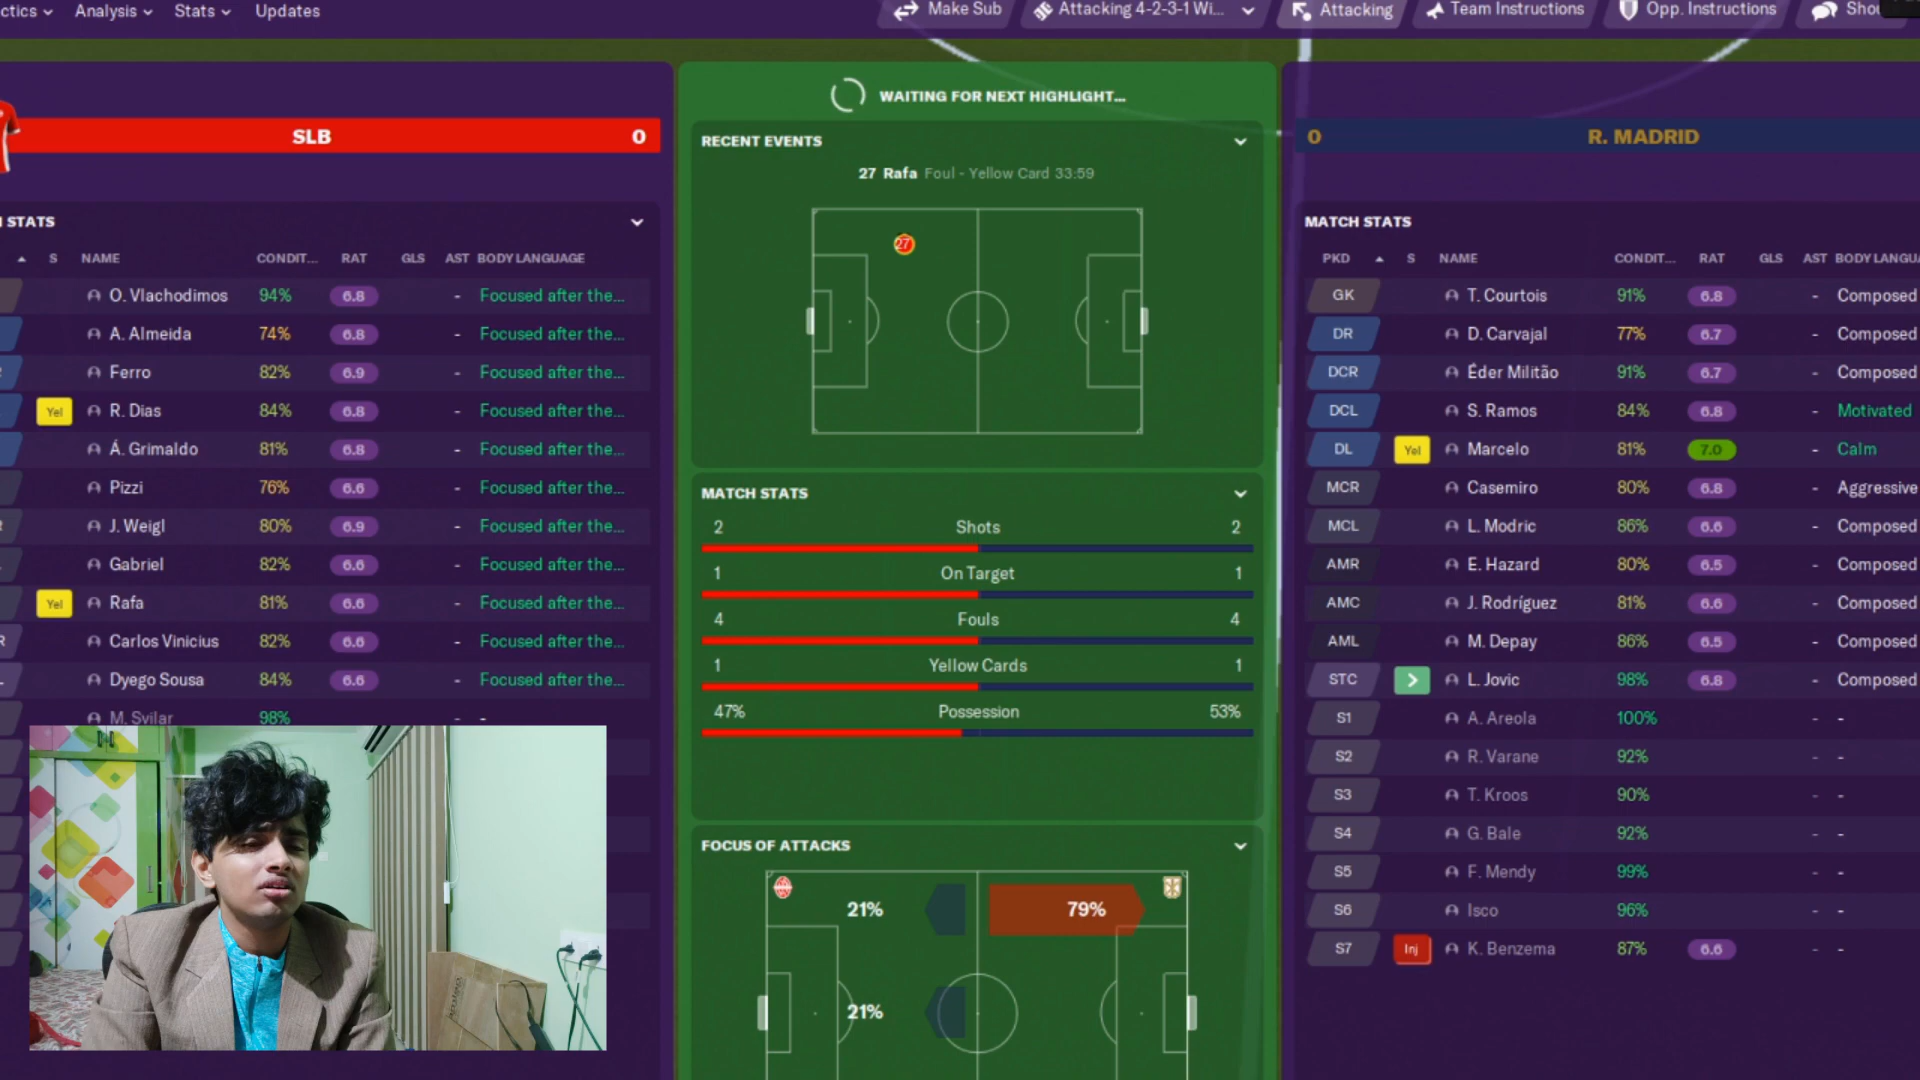 ctics Analysis Stats Updates Make Sub Attacking 4-2-3-1 Wi... Attacking Team Instructions Opp. Instructions Shou
WAITING FOR NEXT HIGHLIGHT...
SLB 0
RECENT EVENTS
27 Rafa Foul - Yellow Card 33:59
27
0 R. MADRID
STATS
S NAME CONDIT... RAT GLS AST BODY LANGUAGE
O. Vlachodimos 94% 6.8 - Focused after the...
A. Almeida 74% 6.8 - Focused after the...
Ferro 82% 6.9 - Focused after the...
Yel R. Dias 84% 6.8 - Focused after the...
Á. Grimaldo 81% 6.8 - Focused after the...
Pizzi 76% 6.6 - Focused after the...
J. Weigl 80% 6.9 - Focused after the...
Gabriel 82% 6.6 - Focused after the...
Yel Rafa 81% 6.6 - Focused after the...
R Carlos Vinicius 82% 6.6 - Focused after the...
Dyego Sousa 84% 6.6 - Focused after the...
M. Svilar 98% - -
MATCH STATS
2 Shots 2
1 On Target 1
4 Fouls 4
1 Yellow Cards 1
47% Possession 53%
FOCUS OF ATTACKS
21% 79%
21%
MATCH STATS
PKD S NAME CONDIT... RAT GLS AST BODY LANGUA
GK T. Courtois 91% 6.8 - Composed
DR D. Carvajal 77% 6.7 - Composed
DCR Éder Militão 91% 6.7 - Composed
DCL S. Ramos 84% 6.8 - Motivated
DL Yel Marcelo 81% 7.0 - Calm
MCR Casemiro 80% 6.8 - Aggressive
MCL L. Modric 86% 6.6 - Composed
AMR E. Hazard 80% 6.5 - Composed
AMC J. Rodríguez 81% 6.6 - Composed
AML M. Depay 86% 6.5 - Composed
STC L. Jovic 98% 6.8 - Composed
S1 A. Areola 100% - -
S2 R. Varane 92% - -
S3 T. Kroos 90% - -
S4 G. Bale 92% - -
S5 F. Mendy 99% - -
S6 Isco 96% - -
S7 Inj K. Benzema 87% 6.6 - -